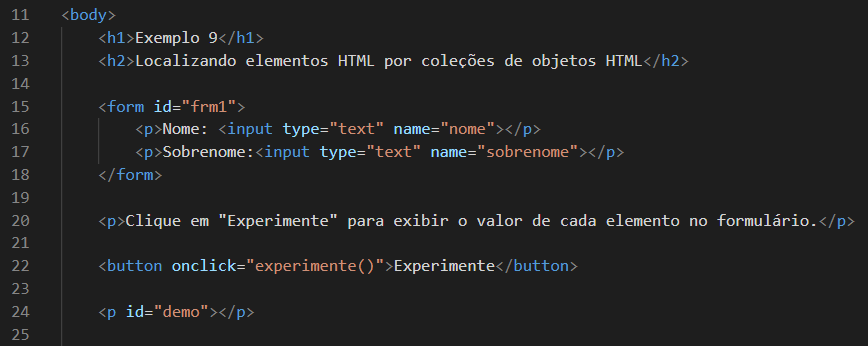 11 <body>
12 <h1>Exemplo 9</h1>
13 <h2>Localizando elementos HTML por coleções de objetos HTML</h2>
14
15 <form id="frm1">
16 <p>Nome: <input type="text" name="nome"></p>
17 <p>Sobrenome:<input type="text" name="sobrenome"></p>
18 </form>
19
20 <p>Clique em "Experimente" para exibir o valor de cada elemento no formulário.</p>
21
22 <button onclick="experimente()">Experimente</button>
23
24 <p id="demo"></p>
25